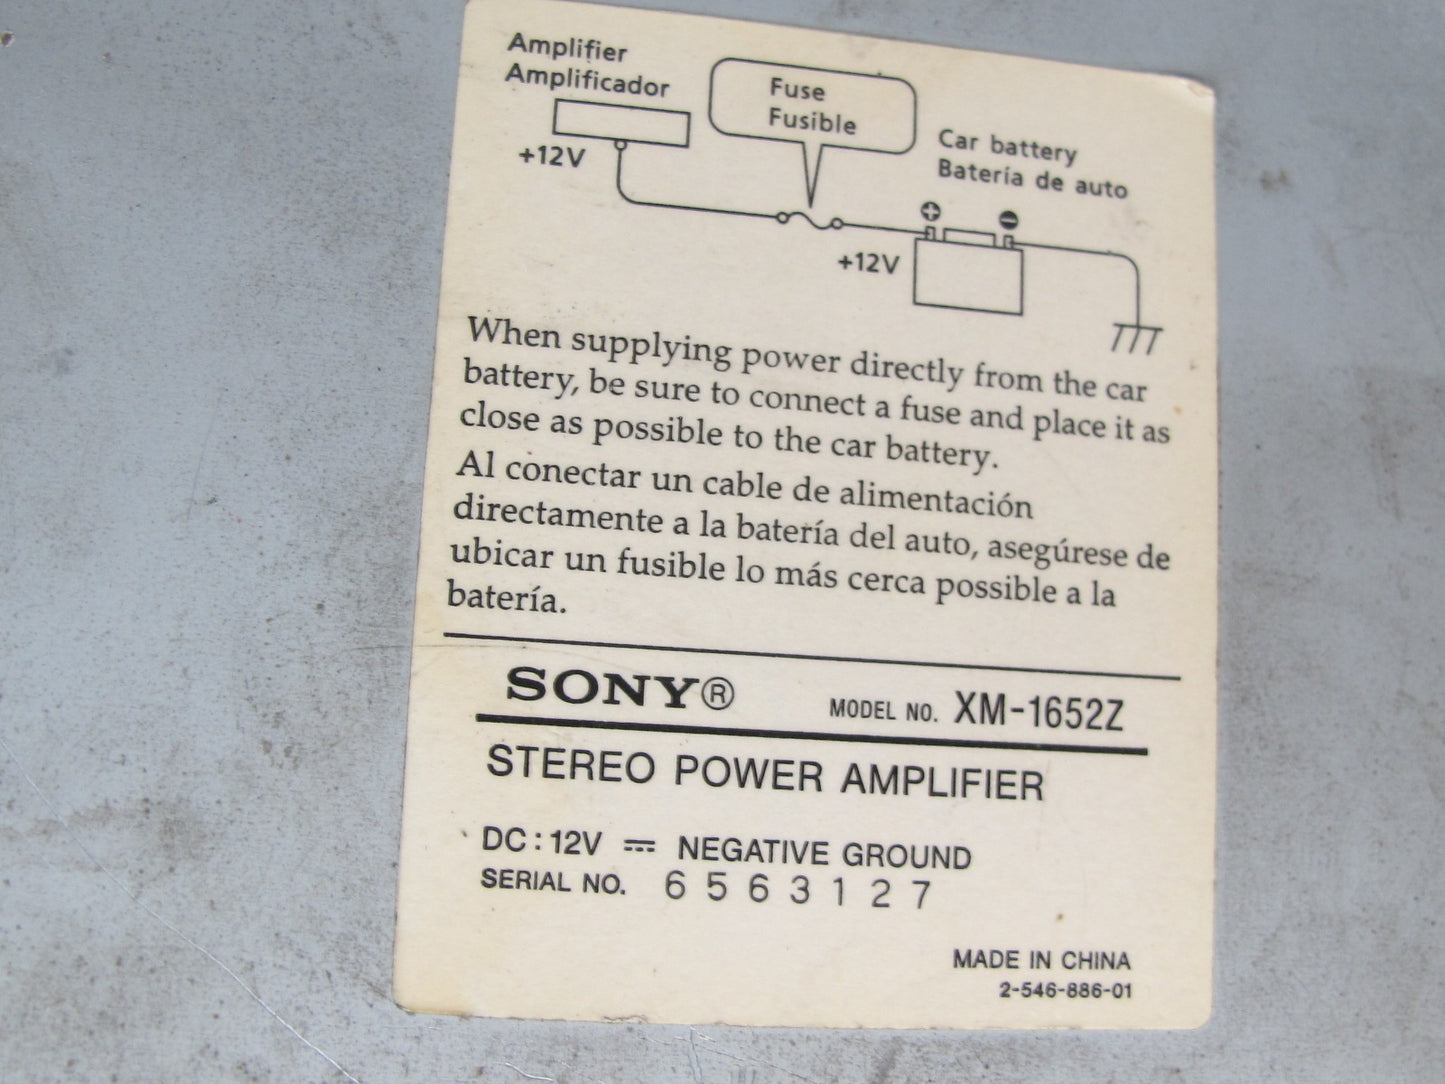 Amplifier
Amplificador
Fuse
Fusible
Car battery
Batería de auto
+12V
+12V
When supplying power directly from the car
battery, be sure to connect a fuse and place it as
close as possible to the car battery.
Al conectar un cable de alimentación
directamente a la batería del auto, asegúrese de
ubicar un fusible lo más cerca possible a la
batería.
SONY® MODEL NO. XM-1652Z
STEREO POWER AMPLIFIER
DC : 12V ⎓ NEGATIVE GROUND
SERIAL NO. 6563127
MADE IN CHINA
2-546-886-01